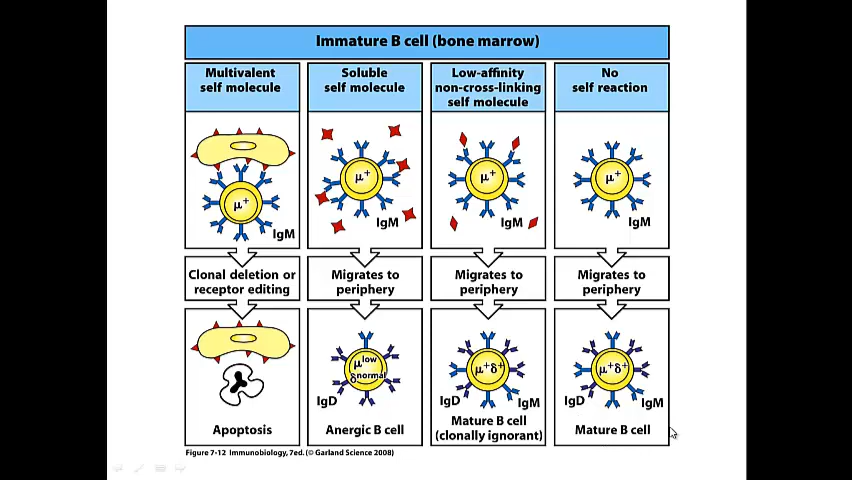 Immature B cell (bone marrow)
Multivalent
self molecule
Soluble
self molecule
Low-affinity
non-cross-linking
self molecule
No
self reaction
μ+
IgM
μ+
IgM
μ+
IgM
μ+
IgM
Clonal deletion or
receptor editing
Migrates to
periphery
Migrates to
periphery
Migrates to
periphery
Apoptosis
μlow
δnormal
IgD
Anergic B cell
μ+δ+
IgD
IgM
Mature B cell
(clonally ignorant)
μ+δ+
IgD
IgM
Mature B cell
Figure 7-12 Immunobiology, 7ed. (© Garland Science 2008)